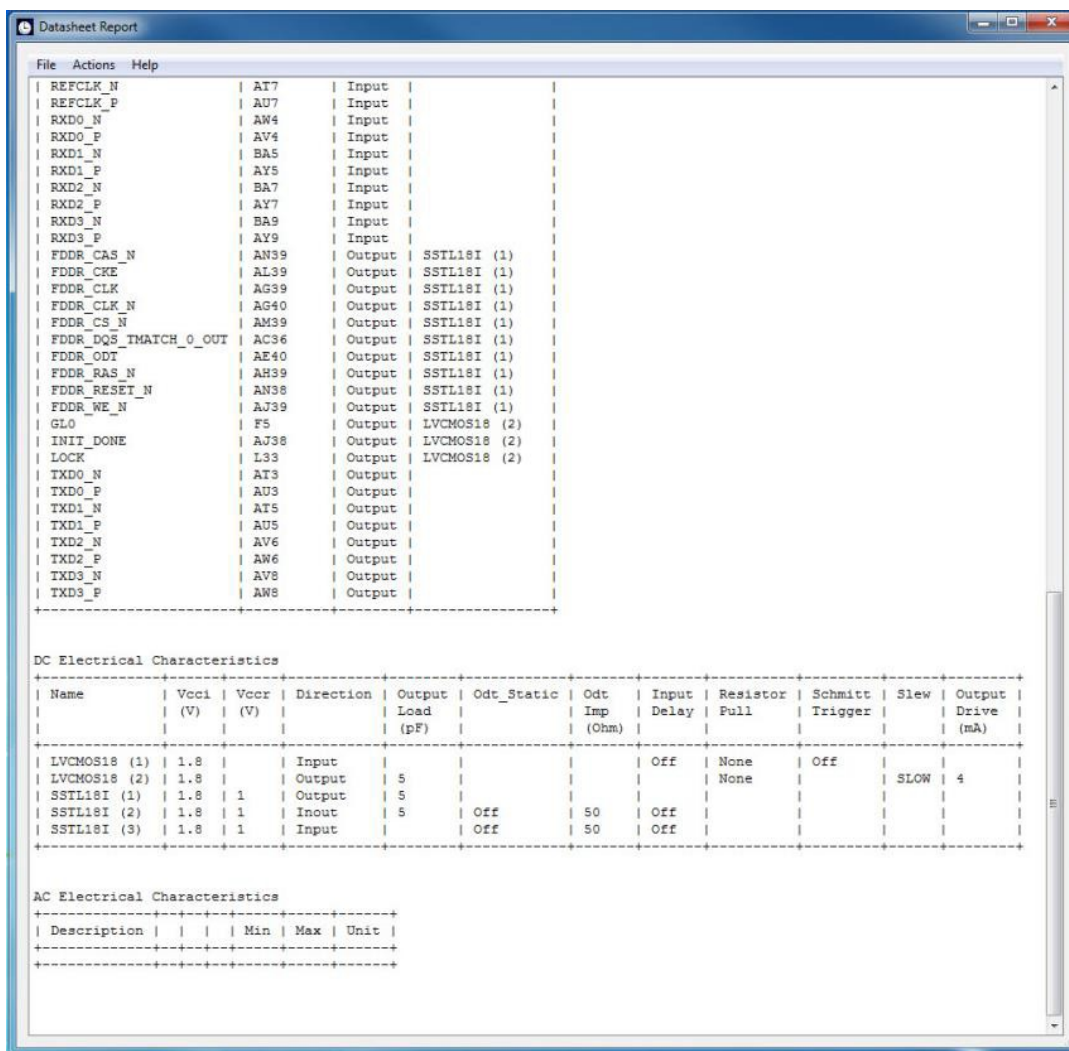 Datasheet Report
File Actions Help
| REFCLK_N | AT7 | Input | |
| REFCLK_P | AU7 | Input | |
| RXD0_N | AW4 | Input | |
| RXD0_P | AV4 | Input | |
| RXD1_N | BA5 | Input | |
| RXD1_P | AY5 | Input | |
| RXD2_N | BA7 | Input | |
| RXD2_P | AY7 | Input | |
| RXD3_N | BA9 | Input | |
| RXD3_P | AY9 | Input | |
| FDDR_CAS_N | AN39 | Output | SSTL18I (1) |
| FDDR_CKE | AL39 | Output | SSTL18I (1) |
| FDDR_CLK | AG39 | Output | SSTL18I (1) |
| FDDR_CLK_N | AG40 | Output | SSTL18I (1) |
| FDDR_CS_N | AM39 | Output | SSTL18I (1) |
| FDDR_DQS_TMATCH_0_OUT | AC36 | Output | SSTL18I (1) |
| FDDR_ODT | AE40 | Output | SSTL18I (1) |
| FDDR_RAS_N | AH39 | Output | SSTL18I (1) |
| FDDR_RESET_N | AN38 | Output | SSTL18I (1) |
| FDDR_WE_N | AJ39 | Output | SSTL18I (1) |
| GL0 | F5 | Output | LVCMOS18 (2) |
| INIT_DONE | AJ38 | Output | LVCMOS18 (2) |
| LOCK | L33 | Output | LVCMOS18 (2) |
| TXD0_N | AT3 | Output | |
| TXD0_P | AU3 | Output | |
| TXD1_N | AT5 | Output | |
| TXD1_P | AU5 | Output | |
| TXD2_N | AV6 | Output | |
| TXD2_P | AW6 | Output | |
| TXD3_N | AV8 | Output | |
| TXD3_P | AW8 | Output | |
DC Electrical Characteristics
| Name | Vcci | Vccr | Direction | Output | Odt_Static | Odt | Input | Resistor | Schmitt | Slew | Output |
| | (V) | (V) | | Load | | Imp | Delay | Pull | Trigger | | Drive |
| | | | | (pF) | | (Ohm) | | | | | (mA) |
| LVCMOS18 (1) | 1.8 | | Input | | | | Off | None | Off | | |
| LVCMOS18 (2) | 1.8 | | Output | 5 | | | | None | | SLOW | 4 |
| SSTL18I (1) | 1.8 | 1 | Output | 5 | | | | | | | |
| SSTL18I (2) | 1.8 | 1 | Inout | 5 | Off | 50 | Off | | | | |
| SSTL18I (3) | 1.8 | 1 | Input | | Off | 50 | Off | | | | |
AC Electrical Characteristics
| Description | | | | Min | Max | Unit |